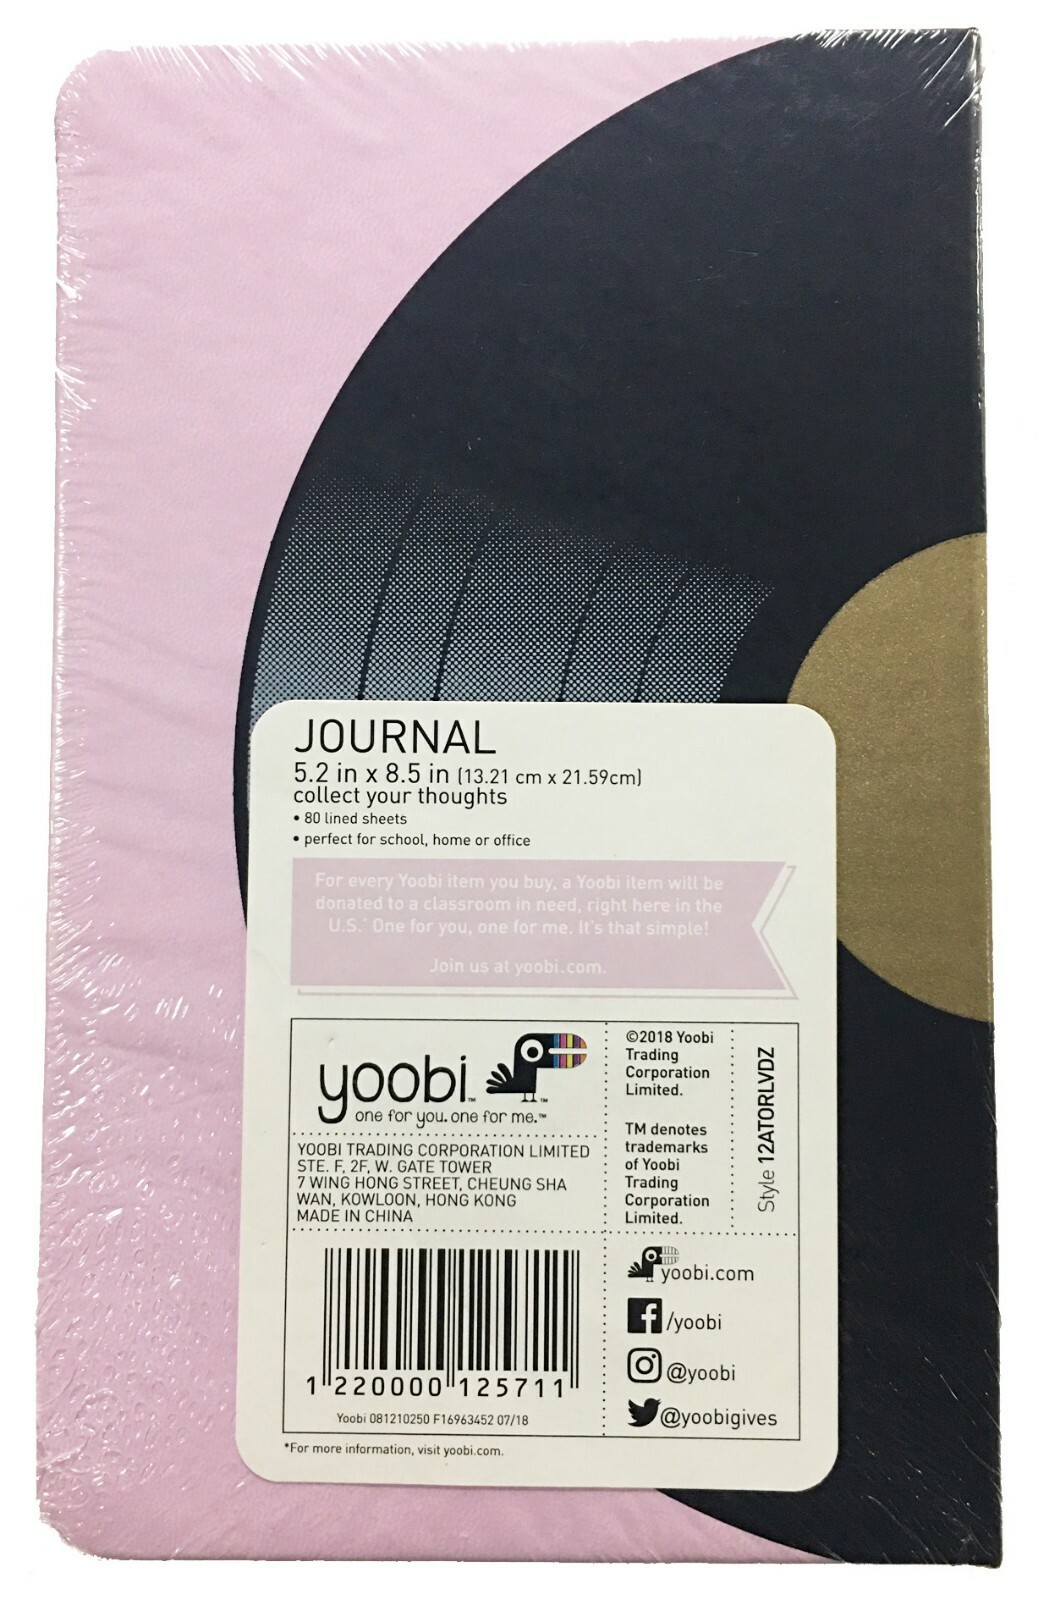 JOURNAL
5.2 in x 8.5 in (13.21 cm x 21.59cm)
collect your thoughts
• 80 lined sheets
• perfect for school, home or office
For every Yoobi item you buy, a Yoobi item will be
donated to a classroom in need, right here in the
U.S.* One for you, one for me. It's that simple!
Join us at yoobi.com.
yoobi™
one for you. one for me.™
YOOBI TRADING CORPORATION LIMITED
STE. F, 2F, W. GATE TOWER
7 WING HONG STREET, CHEUNG SHA
WAN, KOWLOON, HONG KONG
MADE IN CHINA
©2018 Yoobi
Trading
Corporation
Limited.
TM denotes
trademarks
of Yoobi
Trading
Corporation
Limited.
Style 12ATORLVDZ
1 220000 125711
Yoobi 081210250 F16963452 07/18
yoobi.com
/yoobi
@yoobi
@yoobigives
*For more information, visit yoobi.com.